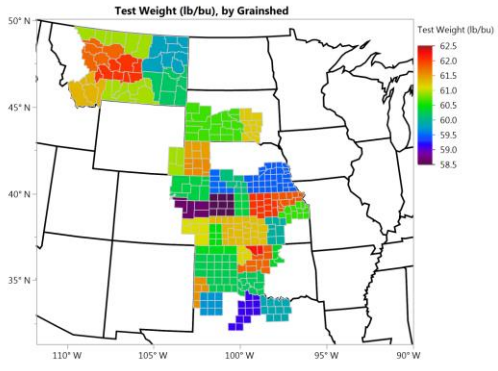 Test Weight (lb/bu), by Grainshed
50° N
45° N
40° N
35° N
110° W
105° W
100° W
95° W
90° W
Test Weight (lb/bu)
62.5
62.0
61.5
61.0
60.5
60.0
59.5
59.0
58.5